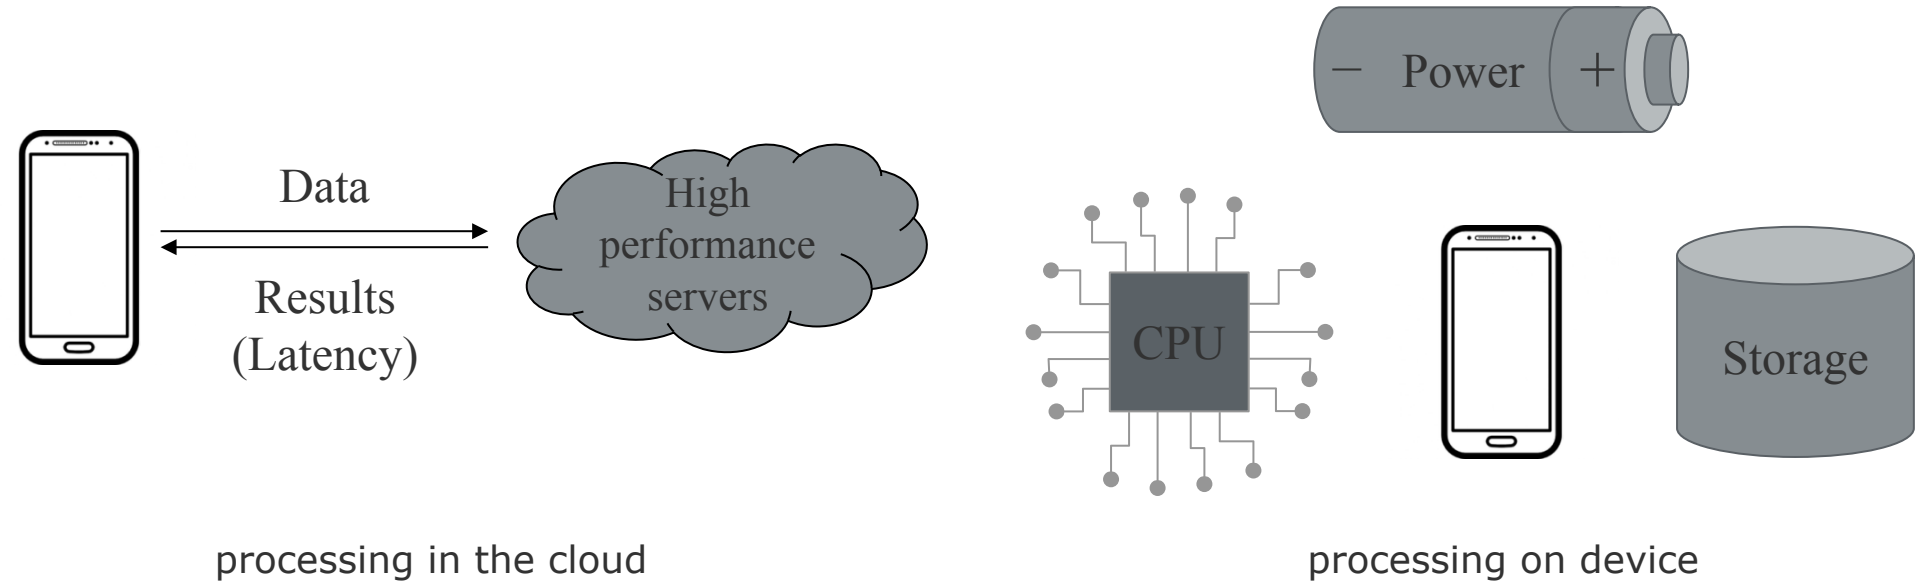 Data
Results
(Latency)
High
performance
servers
processing in the cloud
− Power +
CPU
Storage
processing on device